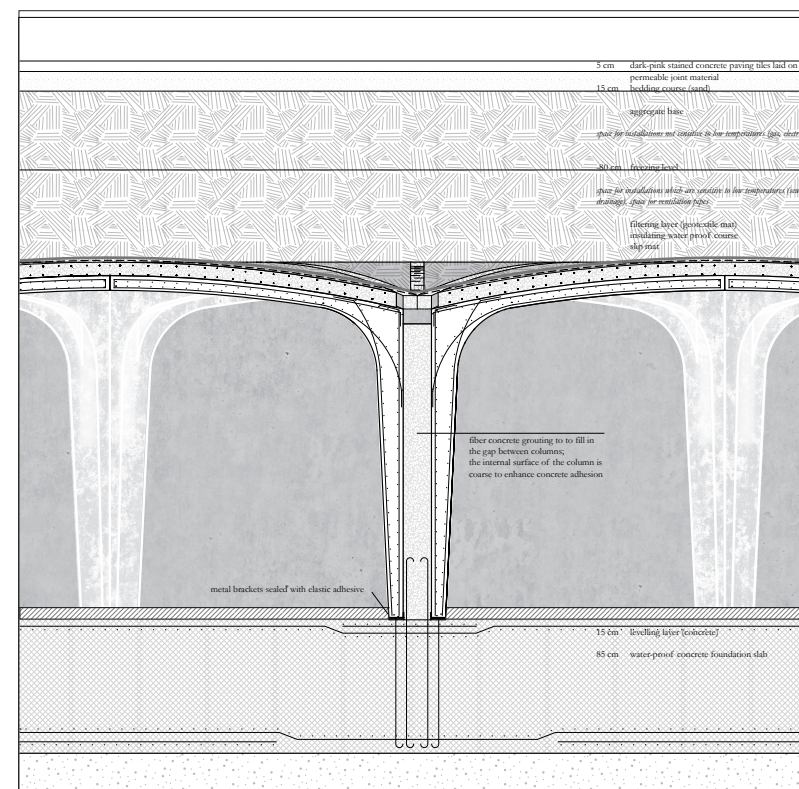 5 cm dark-pink stained concrete paving tiles laid on
permeable joint material
15 cm bedding course (sand)
aggregate base
space for installations not sensitive to low temperatures (gas, electr
-80 cm freezing level
space for installations which are sensitive to low temperatures (sew
drainage), space for ventilation pipes
filtering layer (geotextile mat)
insulating water proof course
slip mat
fiber concrete grouting to to fill in
the gap between columns;
the internal surface of the column is
coarse to enhance concrete adhesion
metal brackets sealed with elastic adhesive
15 cm levelling layer (concrete)
85 cm water-proof concrete foundation slab